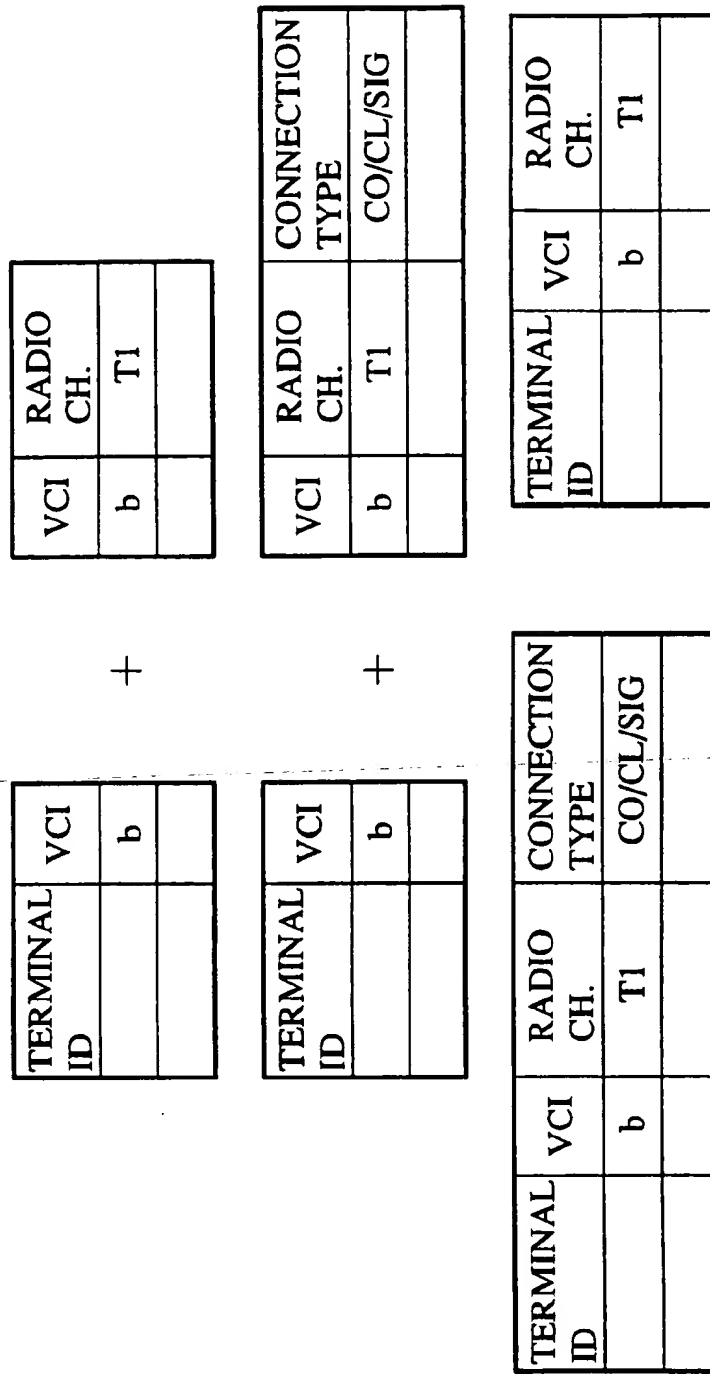 TERMINAL
ID
VCI
b
+
VCI
RADIO
CH.
b
T1
TERMINAL
ID
VCI
b
+
VCI
RADIO
CH.
CONNECTION
TYPE
b
T1
CO/CL/SIG
TERMINAL
ID
VCI
RADIO
CH.
CONNECTION
TYPE
b
T1
CO/CL/SIG
TERMINAL
ID
VCI
RADIO
CH.
b
T1